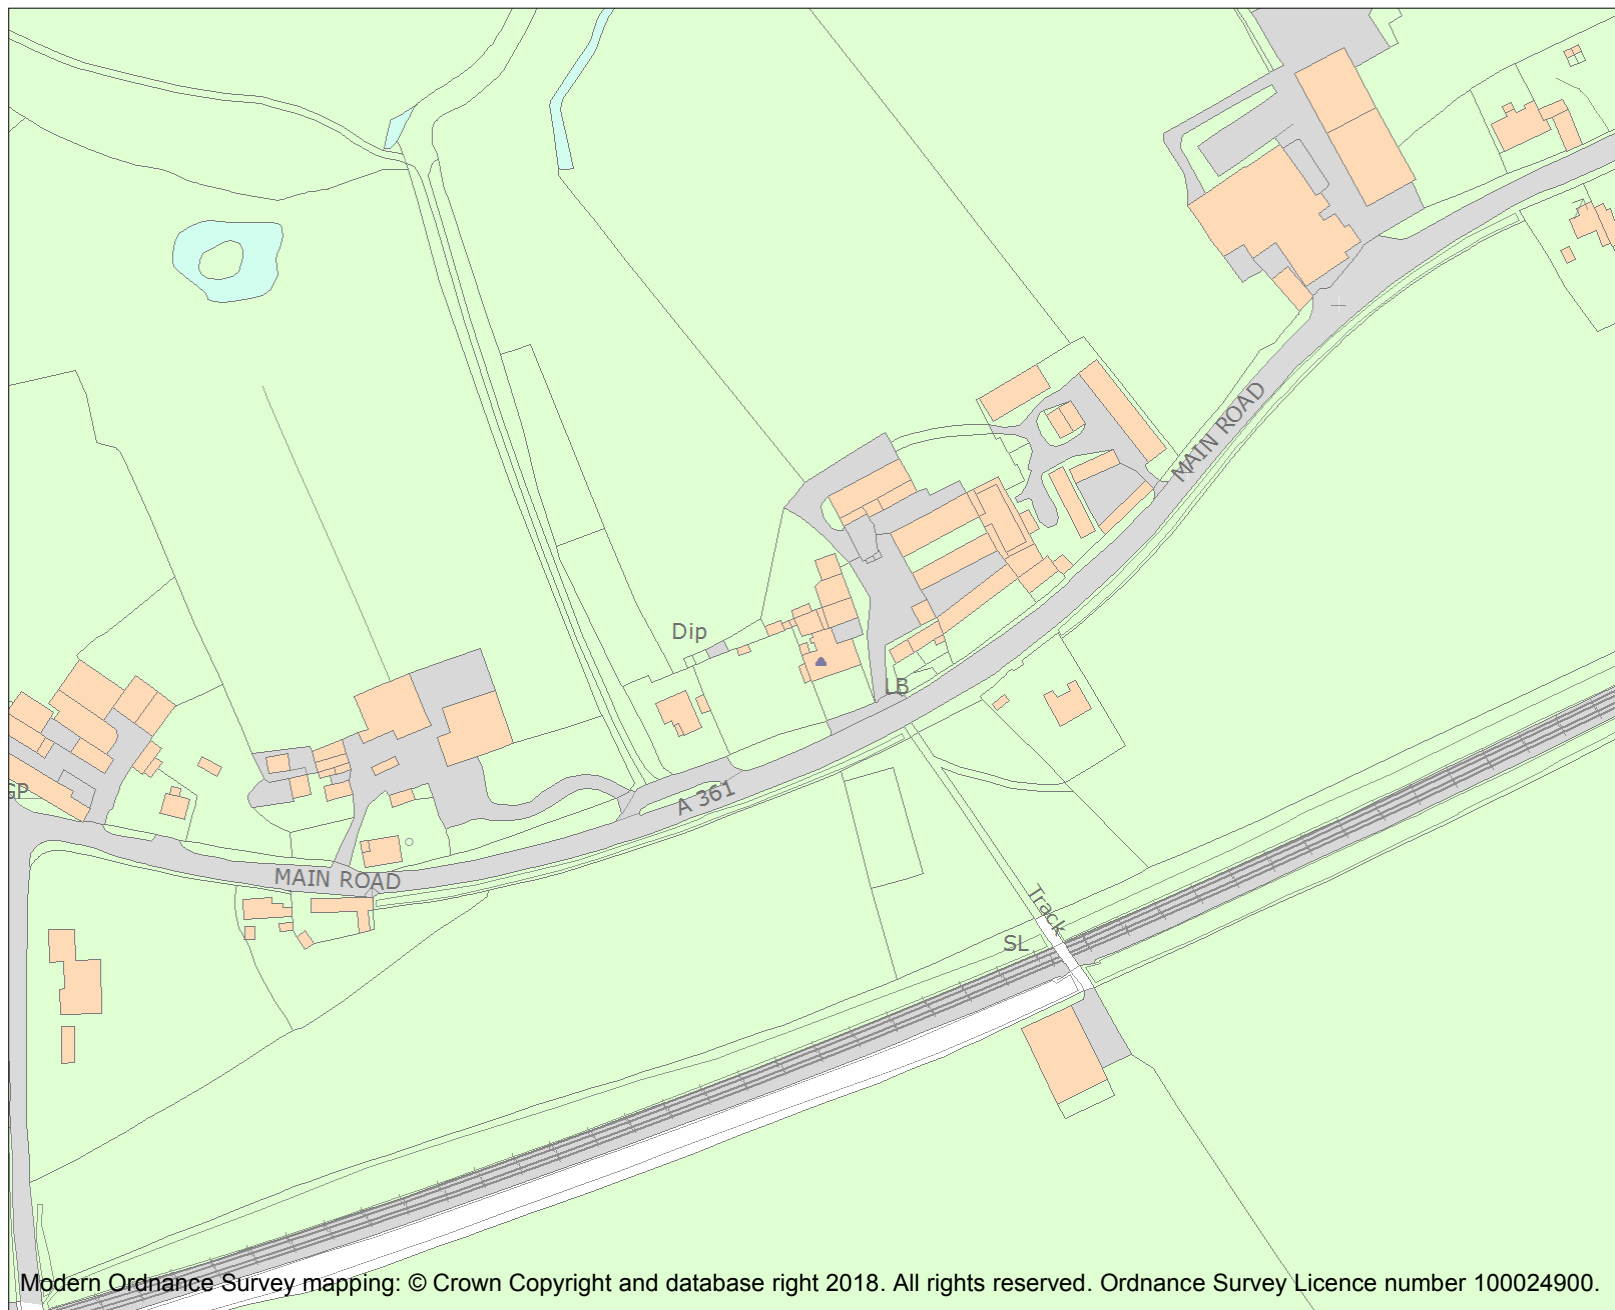 MAIN ROAD
Dip
LB
GP
A 361
MAIN ROAD
Track
SL
Modern Ordnance Survey mapping: © Crown Copyright and database right 2018. All rights reserved. Ordnance Survey Licence number 100024900.